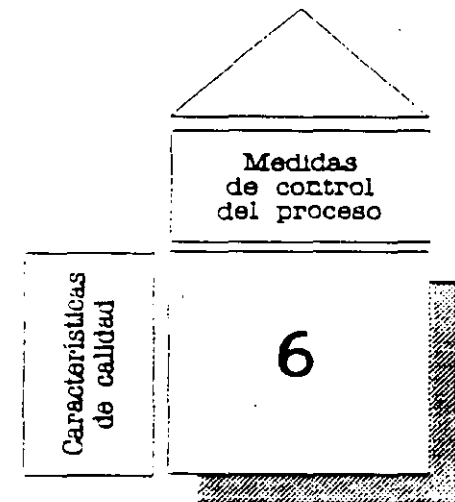 Medidas
de control
del proceso
Características
de calidad
6